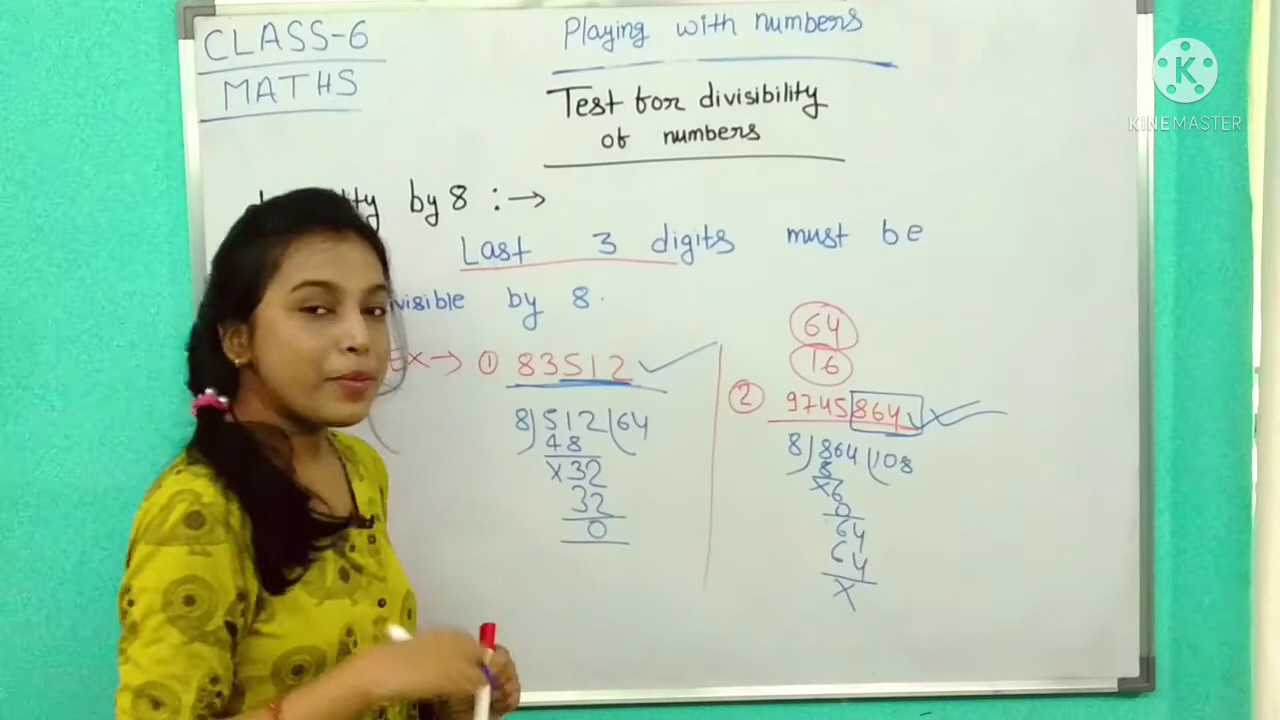 CLASS-6
MATHS
Playing with numbers
Test for divisibility
of numbers
by 8 :→
Last 3 digits must be
visible by 8.
EX→ ① 83512 ✓
8)512(64
48
×32
32
0
64
16
② 9745864 ✓
8)864(108
8
×6
0
64
64
×
K
KINEMASTER